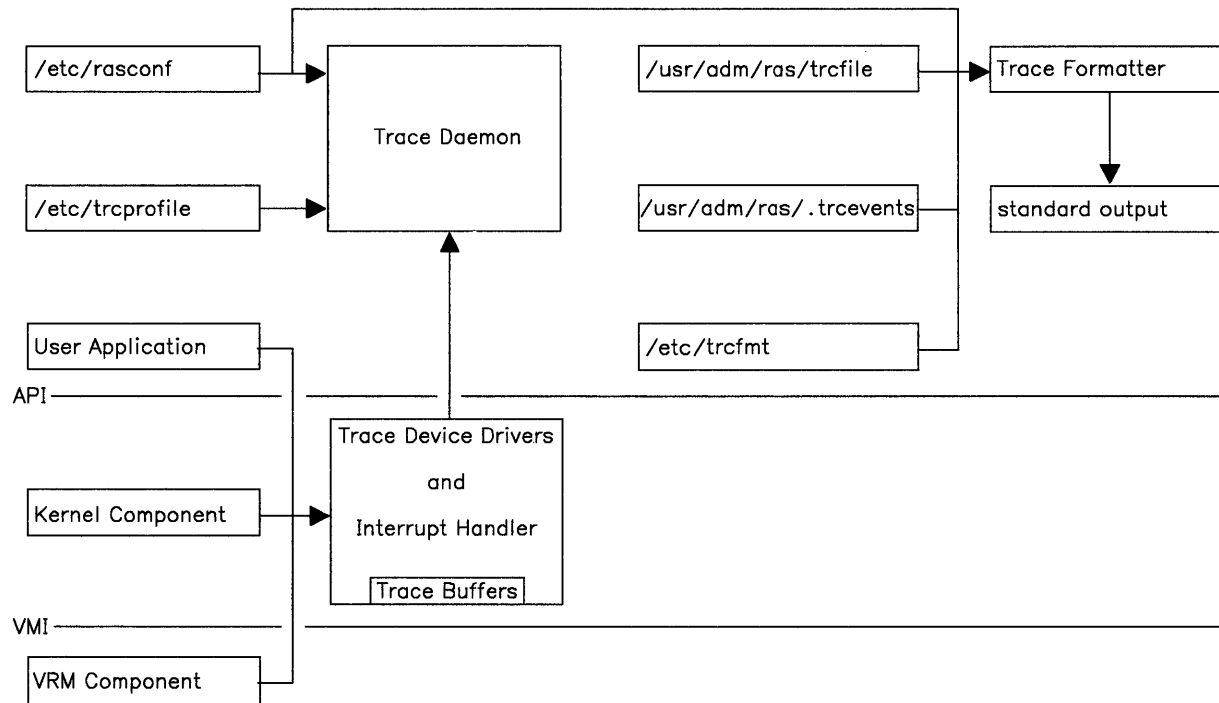 /etc/rasconf
/usr/adm/ras/trcfile
Trace Formatter
Trace Daemon
/etc/trcprofile
/usr/adm/ras/.trcevents
standard output
User Application
/etc/trcfmt
API
Trace Device Drivers
and
Kernel Component
Interrupt Handler
Trace Buffers
VMI
VRM Component